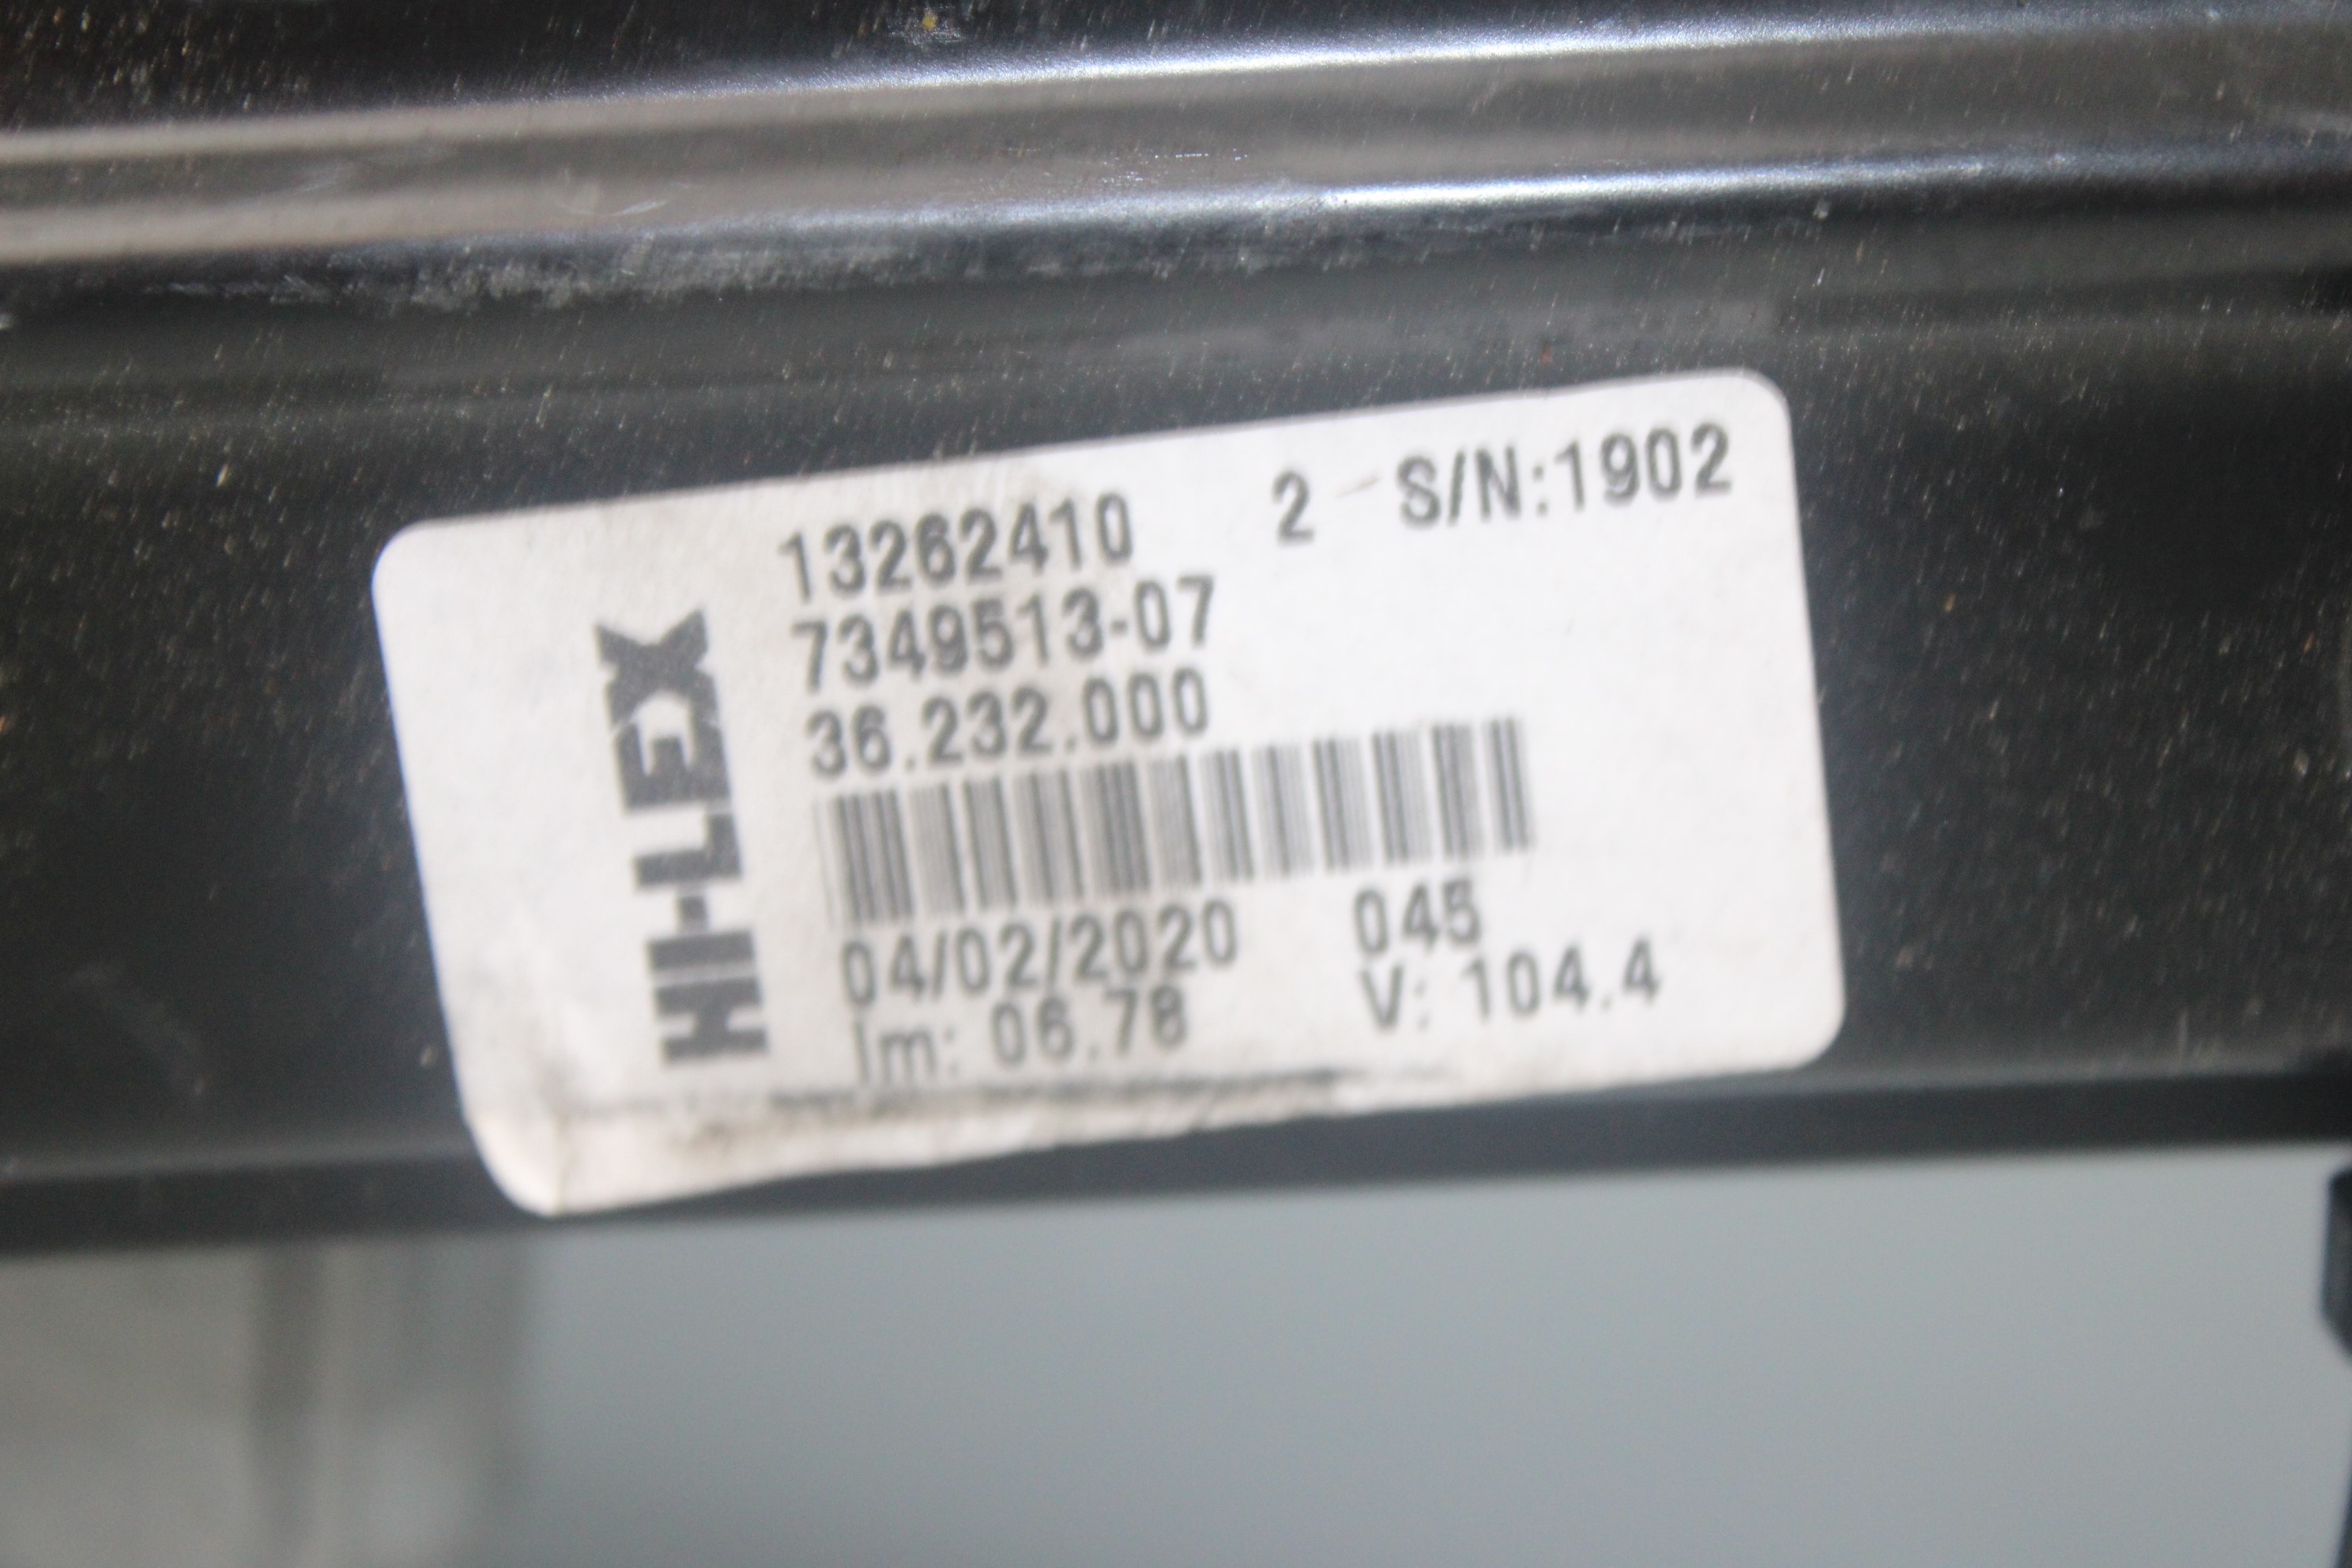 HI-LEX
13262410 2 S/N:1902
7349513-07
36.232.000
04/02/2020 045
Im: 06.78 V: 104.4